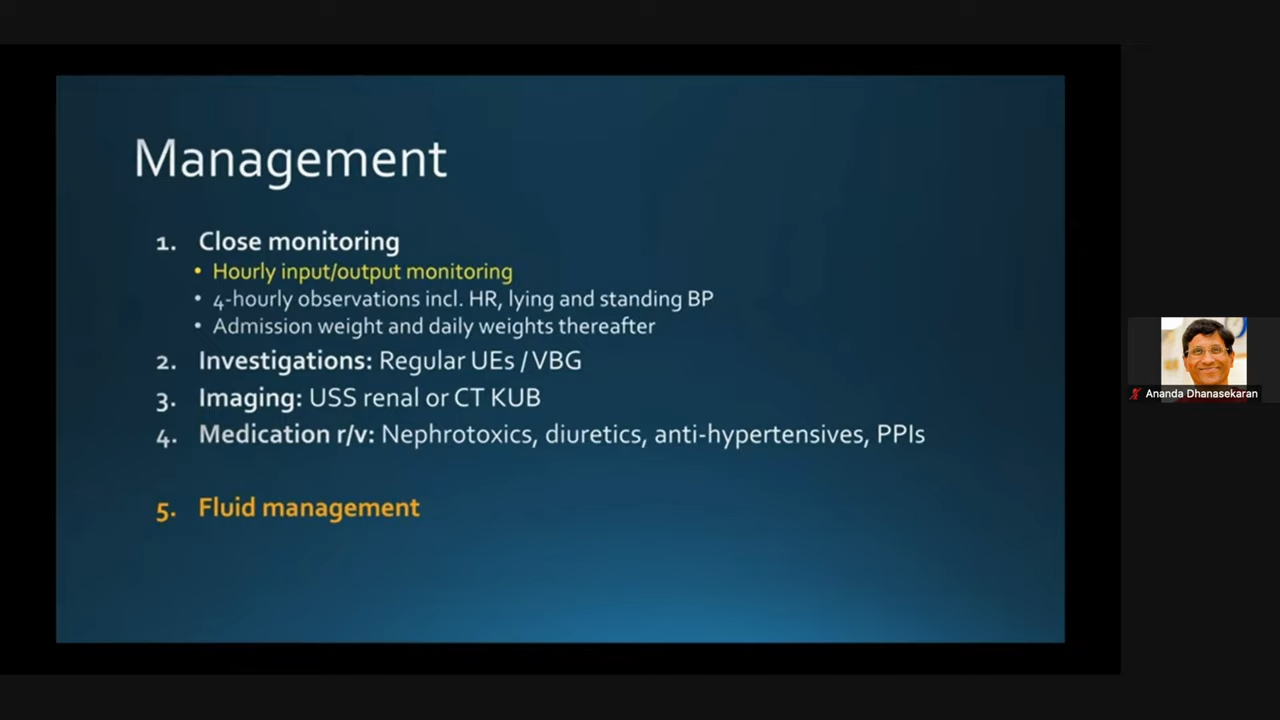 Management
1. Close monitoring
• Hourly input/output monitoring
• 4-hourly observations incl. HR, lying and standing BP
• Admission weight and daily weights thereafter
2. Investigations: Regular UEs / VBG
3. Imaging: USS renal or CT KUB
4. Medication r/v: Nephrotoxics, diuretics, anti-hypertensives, PPIs
5. Fluid management
Ananda Dhanasekaran